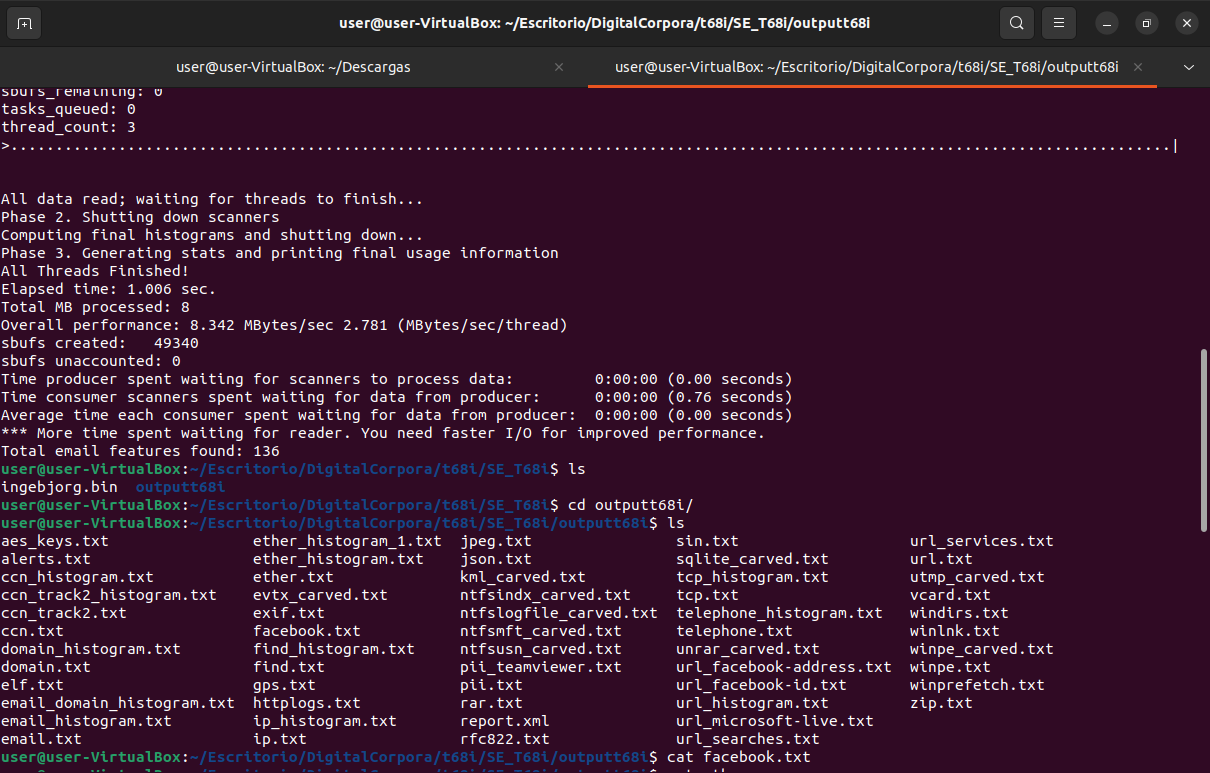 user@user-VirtualBox: ~/Escritorio/DigitalCorpora/t68i/SE_T68i/outputt68i
user@user-VirtualBox: ~/Descargas
user@user-VirtualBox: ~/Escritorio/DigitalCorpora/t68i/SE_T68i/outputt68i
sbufs_remaining: 0
tasks_queued: 0
thread_count: 3
>.................................................................................................................................|
All data read; waiting for threads to finish...
Phase 2. Shutting down scanners
Computing final histograms and shutting down...
Phase 3. Generating stats and printing final usage information
All Threads Finished!
Elapsed time: 1.006 sec.
Total MB processed: 8
Overall performance: 8.342 MBytes/sec 2.781 (MBytes/sec/thread)
sbufs created:   49340
sbufs unaccounted: 0
Time producer spent waiting for scanners to process data:         0:00:00 (0.00 seconds)
Time consumer scanners spent waiting for data from producer:      0:00:00 (0.76 seconds)
Average time each consumer spent waiting for data from producer:  0:00:00 (0.00 seconds)
*** More time spent waiting for reader. You need faster I/O for improved performance.
Total email features found: 136
user@user-VirtualBox:~/Escritorio/DigitalCorpora/t68i/SE_T68i$ ls
ingebjorg.bin  outputt68i
user@user-VirtualBox:~/Escritorio/DigitalCorpora/t68i/SE_T68i$ cd outputt68i/
user@user-VirtualBox:~/Escritorio/DigitalCorpora/t68i/SE_T68i/outputt68i$ ls
aes_keys.txt                ether_histogram_1.txt  jpeg.txt                sin.txt                  url_services.txt
alerts.txt                  ether_histogram.txt    json.txt                sqlite_carved.txt        url.txt
ccn_histogram.txt           ether.txt              kml_carved.txt          tcp_histogram.txt        utmp_carved.txt
ccn_track2_histogram.txt    evtx_carved.txt        ntfsindx_carved.txt     tcp.txt                  vcard.txt
ccn_track2.txt              exif.txt               ntfslogfile_carved.txt  telephone_histogram.txt  windirs.txt
ccn.txt                     facebook.txt           ntfsmft_carved.txt      telephone.txt            winlnk.txt
domain_histogram.txt        find_histogram.txt     ntfsusn_carved.txt      unrar_carved.txt         winpe_carved.txt
domain.txt                  find.txt               pii_teamviewer.txt      url_facebook-address.txt winpe.txt
elf.txt                     gps.txt                pii.txt                 url_facebook-id.txt      winprefetch.txt
email_domain_histogram.txt  httplogs.txt           rar.txt                 url_histogram.txt        zip.txt
email_histogram.txt         ip_histogram.txt       report.xml              url_microsoft-live.txt
email.txt                   ip.txt                 rfc822.txt              url_searches.txt
user@user-VirtualBox:~/Escritorio/DigitalCorpora/t68i/SE_T68i/outputt68i$ cat facebook.txt